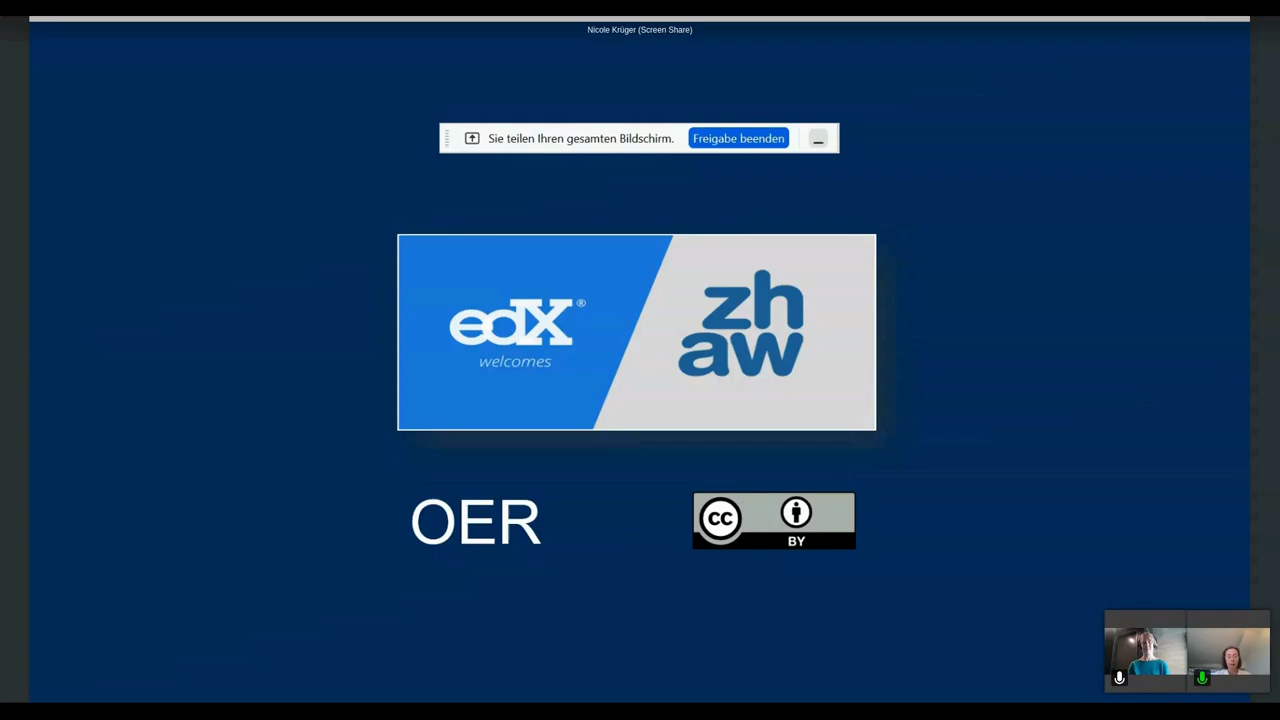 Nicole Krüger (Screen Share)
Sie teilen Ihren gesamten Bildschirm. Freigabe beenden
edX®
welcomes
zh
aw
OER
cc
BY